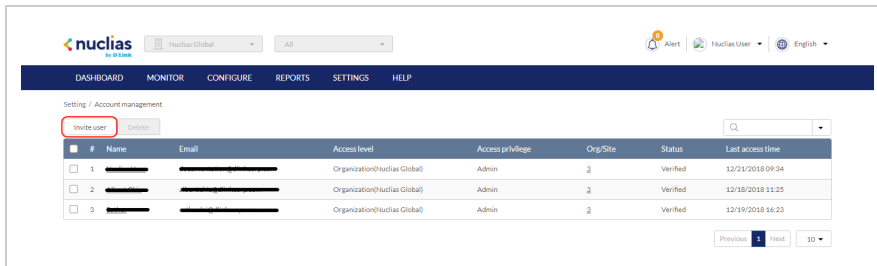 nuclias
by D-Link
Nuclias Global
All
0
Alert
Nuclias User
English
DASHBOARD MONITOR CONFIGURE REPORTS SETTINGS HELP
Setting / Account management
Invite user Delete
# Name Email Access level Access privilege Org/Site Status Last access time
1 Organization(Nuclias Global) Admin 3 Verified 12/21/2018 09:34
2 Organization(Nuclias Global) Admin 3 Verified 12/18/2018 11:25
3 Organization(Nuclias Global) Admin 3 Verified 12/19/2018 16:23
Previous 1 Next 10